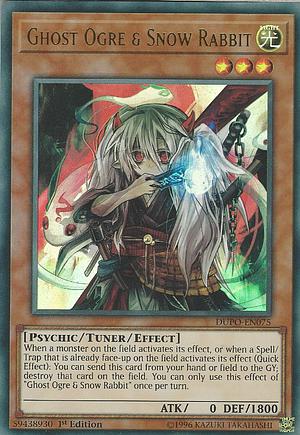 GHOST OGRE & SNOW RABBIT
光
DUPO-EN075
[PSYCHIC/TUNER/EFFECT]
When a monster on the field activates its effect, or when a Spell/
Trap that is already face-up on the field activates its effect (Quick
Effect): You can send this card from your hand or field to the GY;
destroy that card on the field. You can only use this effect of
"Ghost Ogre & Snow Rabbit" once per turn.
ATK/ 0 DEF/1800
59438930 1st Edition ©1996 KAZUKI TAKAHASHI